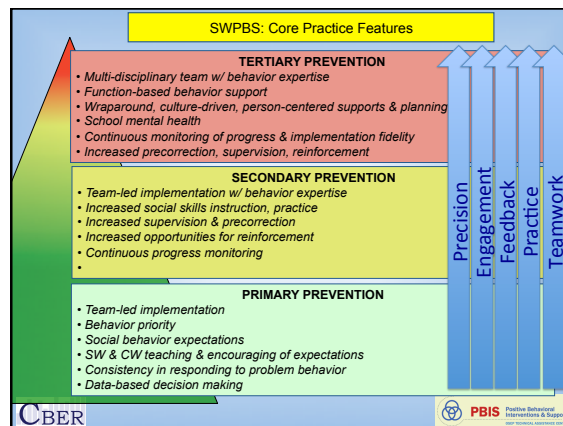 SWPBS: Core Practice Features
TERTIARY PREVENTION
• Multi-disciplinary team w/ behavior expertise
• Function-based behavior support
• Wraparound, culture-driven, person-centered supports & planning
• School mental health
• Continuous monitoring of progress & implementation fidelity
• Increased precorrection, supervision, reinforcement
SECONDARY PREVENTION
• Team-led implementation w/ behavior expertise
• Increased social skills instruction, practice
• Increased supervision & precorrection
• Increased opportunities for reinforcement
• Continuous progress monitoring
•
PRIMARY PREVENTION
• Team-led implementation
• Behavior priority
• Social behavior expectations
• SW & CW teaching & encouraging of expectations
• Consistency in responding to problem behavior
• Data-based decision making
Precision
Engagement
Feedback
Practice
Teamwork
CBER
PBIS
Positive Behavioral
Interventions & Suppo
OSEP TECHNICAL ASSISTANCE CEN